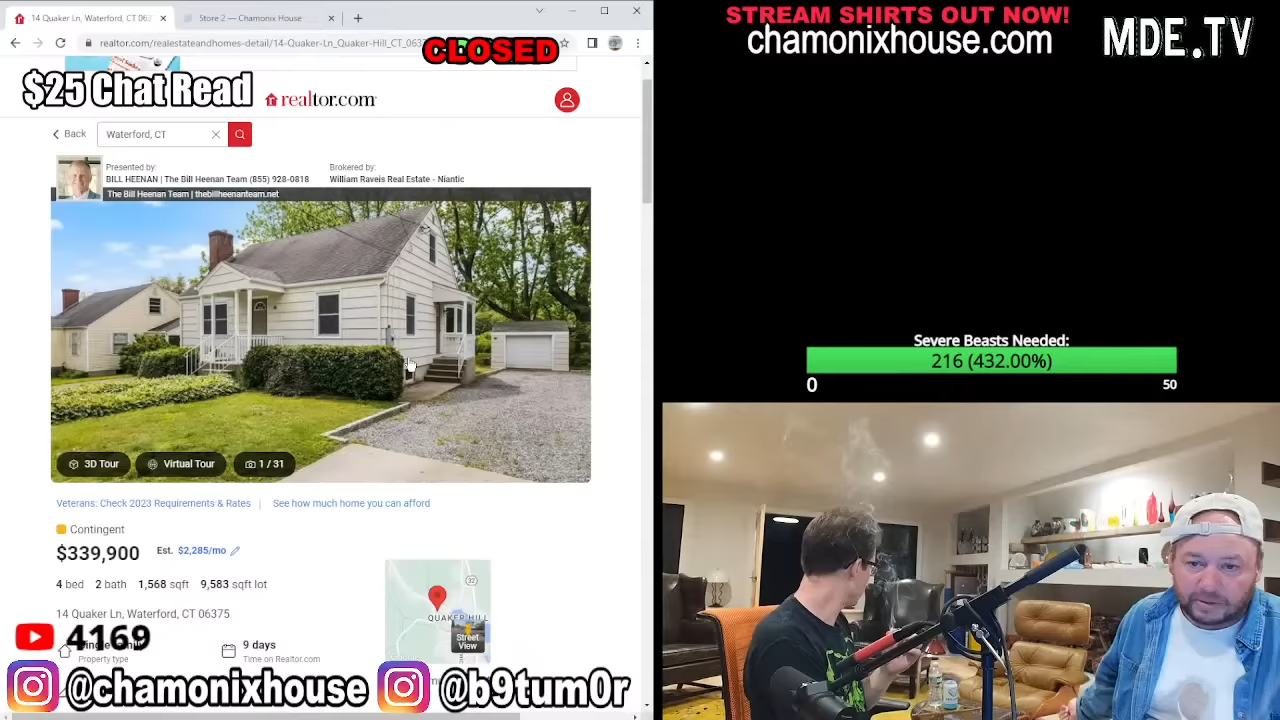 14 Quaker Ln, Waterford, CT 063
Store 2 — Chamonix House
realtor.com/realestateandhomes-detail/14-Quaker-Ln_Quaker-Hill_CT_063
CLOSED
$25 Chat Read
realtor.com
Back
Waterford, CT
Presented by:
BILL HEENAN | The Bill Heenan Team (855) 928-0818
Brokered by:
William Raveis Real Estate - Niantic
The Bill Heenan Team | thebillheenanteam.net
3D Tour
Virtual Tour
1 / 31
Veterans: Check 2023 Requirements & Rates
See how much home you can afford
Contingent
$339,900
Est. $2,285/mo
4 bed 2 bath 1,568 sqft 9,583 sqft lot
32
QUAKER HILL
Street
View
14 Quaker Ln, Waterford, CT 06375
4169
Property type
9 days
Time on Realtor.com
@chamonixhouse
@b9tum0r
STREAM SHIRTS OUT NOW!
chamonixhouse.com
MDE.TV
Severe Beasts Needed:
216 (432.00%)
0
50